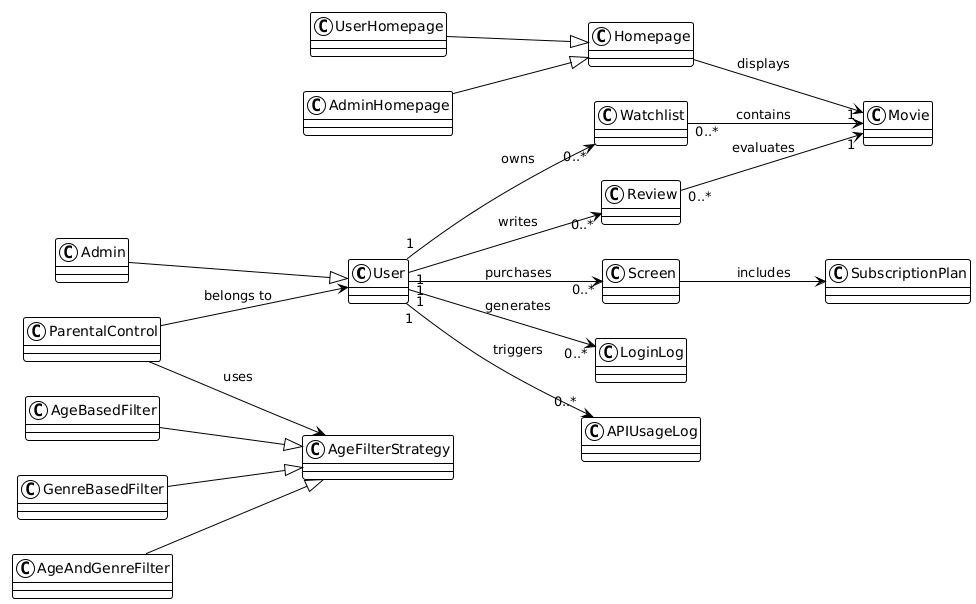 C UserHomepage
C Homepage
displays
C AdminHomepage
C Watchlist
contains
1
C Movie
0..*
evaluates
1
owns
0..*
C Review
0..*
writes
0..*
1
C Admin
C User
purchases
C Screen
includes
C SubscriptionPlan
1
0..*
1
belongs to
1
generates
C ParentalControl
1
triggers
0..*
C LoginLog
uses
C AgeBasedFilter
0..*
C APIUsageLog
C AgeFilterStrategy
C GenreBasedFilter
C AgeAndGenreFilter